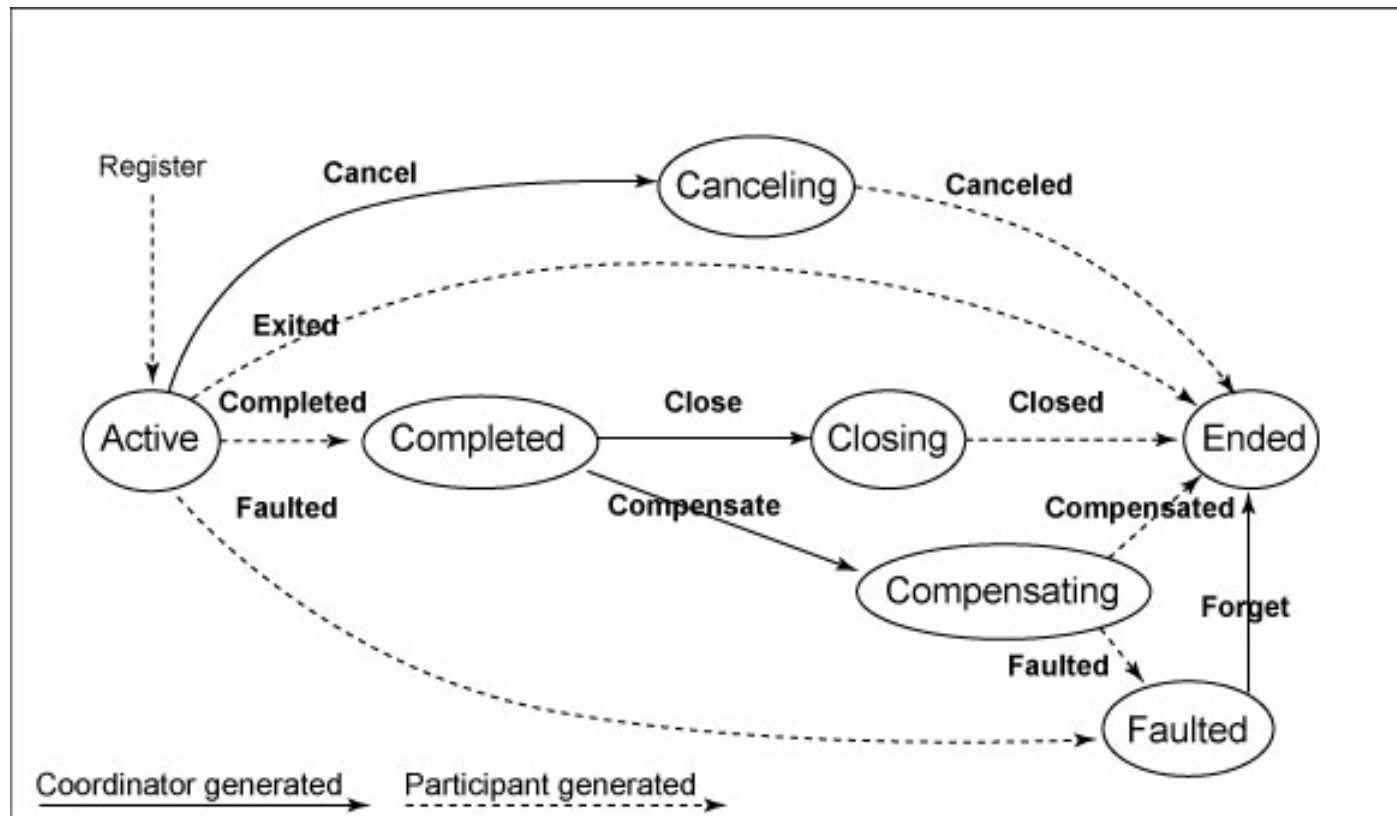 Register
Cancel
Canceling
Canceled
Exited
Completed
Close
Closed
Active
Completed
Closing
Ended
Faulted
Compensate
Compensated
Compensating
Forget
Faulted
Faulted
Coordinator generated
Participant generated